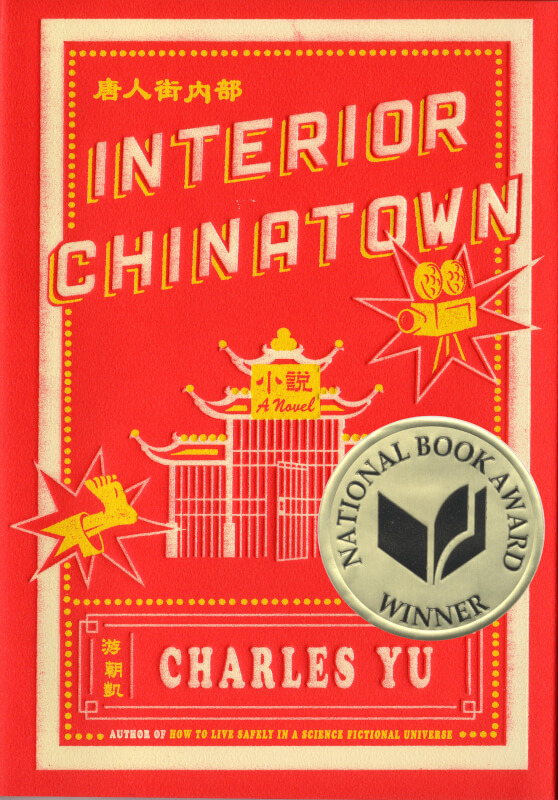 唐人街内部
INTERIOR
CHINATOWN
小說
A Novel
NATIONAL BOOK AWARD
WINNER
游朝凱
CHARLES YU
AUTHOR OF HOW TO LIVE SAFELY IN A SCIENCE FICTIONAL UNIVERSE